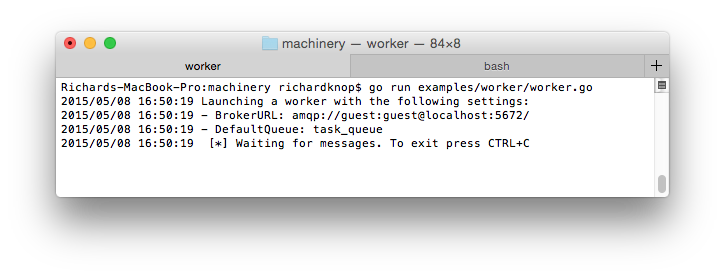 machinery — worker — 84×8
worker bash +
Richards-MacBook-Pro:machinery richardknop$ go run examples/worker/worker.go
2015/05/08 16:50:19 Launching a worker with the following settings:
2015/05/08 16:50:19 - BrokerURL: amqp://guest:guest@localhost:5672/
2015/05/08 16:50:19 - DefaultQueue: task_queue
2015/05/08 16:50:19  [*] Waiting for messages. To exit press CTRL+C